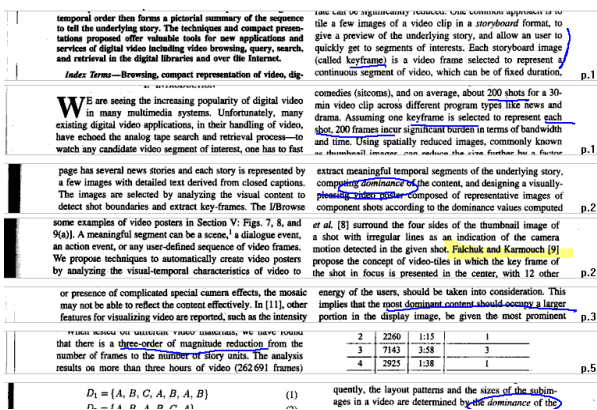 temporal order then forms a pictorial summary of the sequence
to tell the underlying story. The techniques and compact presen-
tations proposed offer valuable tools for new applications and
services of digital video including video browsing, query, search,
and retrieval in the digital libraries and over the Internet.
Index Terms—Browsing, compact representation of video, dig-
tile a few images of a video clip in a storyboard format, to
give a preview of the underlying story, and allow an user to
quickly get to segments of interests. Each storyboard image
(called keyframe) is a video frame selected to represent a
continuous segment of video, which can be of fixed duration,
p.1
WE are seeing the increasing popularity of digital video
in many multimedia systems. Unfortunately, many
existing digital video applications, in their handling of video,
have echoed the analog tape search and retrieval process—to
watch any candidate video segment of interest, one has to fast
comedies (sitcoms), and on average, about 200 shots for a 30-
min video clip across different program types like news and
drama. Assuming one keyframe is selected to represent each
shot, 200 frames incur significant burden in terms of bandwidth
and time. Using spatially reduced images, commonly known
as thumbnail images, can reduce the size further by a factor
p.1
page has several news stories and each story is represented by
a few images with detailed text derived from closed captions.
The images are selected by analyzing the visual content to
detect shot boundaries and extract key-frames. The I/Browse
extract meaningful temporal segments of the underlying story,
computing dominance of the content, and designing a visually-
pleasing video poster composed of representative images of
component shots according to the dominance values computed
p.2
some examples of video posters in Section V: Figs. 7, 8, and
9(a)]. A meaningful segment can be a scene,¹ a dialogue event,
an action event, or any user-defined sequence of video frames.
We propose techniques to automatically create video posters
by analyzing the visual-temporal characteristics of video to
et al. [8] surround the four sides of the thumbnail image of
a shot with irregular lines as an indication of the camera
motion detected in the given shot. Falchuk and Karmouch [9]
propose the concept of video-tiles in which the key frame of
the shot in focus is presented in the center, with 12 other
p.2
or presence of complicated special camera effects, the mosaic
may not be able to reflect the content effectively. In [11], other
features for visualizing video are reported, such as the intensity
energy of the users, should be taken into consideration. This
implies that the most dominant content should occupy a larger
portion in the display image, be given the most prominent
p.3
when tested on different video materials, we have found
that there is a three-order of magnitude reduction from the
number of frames to the number of story units. The analysis
results on more than three hours of video (262 691 frames)
2 2260 1:15 1
3 7143 3:58 3
4 2925 1:38 1
p.5
D₁ = {A, B, C, A, B, A, B} (1)
quently, the layout patterns and the sizes of the subim-
ages in a video are determined by the dominance of the